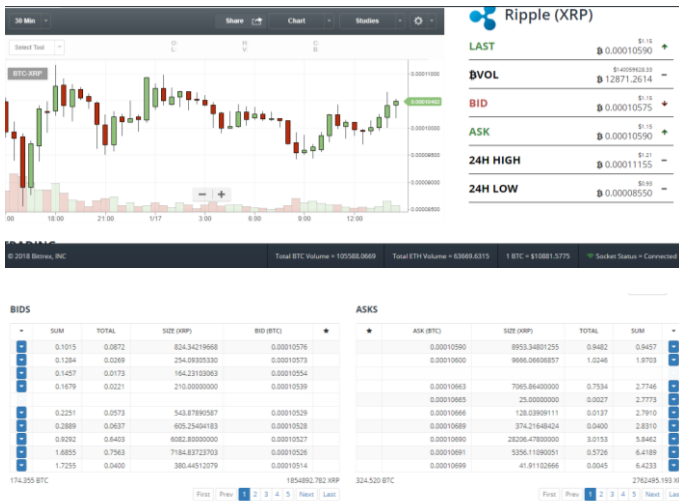 30 Min
Share
Chart
Studies
Select Tool
BTC-XRP
0.00011000
0.00010000
18:00
21:00
1/17
3:00
6:00
9:00
12:00
Ripple (XRP)
LAST
$1.15
฿ 0.00010590
฿VOL
฿ 12871.2614
BID
$1.15
฿ 0.00010575
ASK
$1.15
฿ 0.00010590
24H HIGH
$1.21
฿ 0.00011155
24H LOW
$0.93
฿ 0.00008550
© 2018 Bittrex, INC
Total BTC Volume = 105588.0669
Total ETH Volume = 63669.6315
1 BTC = $10881.5775
Socket Status = Connected
BIDS
SUM TOTAL SIZE (XRP) BID (BTC)
0.1015 0.0872 824.34219668 0.00010576
0.1284 0.0269 254.09305330 0.00010573
0.1457 0.0173 164.23103063 0.00010554
0.1679 0.0221 210.00000000 0.00010539
0.2251 0.0573 543.87890587 0.00010529
0.2889 0.0637 605.25404183 0.00010528
0.9292 0.6403 6082.80000000 0.00010527
1.6855 0.7563 7184.83723703 0.00010526
1.7255 0.0400 380.44512079 0.00010514
174.355 BTC
1854892.782 XRP
First Prev 1 2 3 4 5 Next Last
ASKS
ASK (BTC) SIZE (XRP) TOTAL SUM
0.00010590 8953.34801255 0.9482 0.9457
0.00010600 9666.06606857 1.0246 1.9703
0.00010663 7065.86400000 0.7534 2.7746
0.00010665 25.00000000 0.0027 2.7773
0.00010666 128.03909111 0.0137 2.7910
0.00010689 374.21648424 0.0400 2.8310
0.00010690 28206.47800000 3.0153 5.8462
0.00010691 5356.11090051 0.5726 6.4189
0.00010699 41.91102666 0.0045 6.4233
324.520 BTC
2762495.193 XR
First Prev 1 2 3 4 5 Next Last